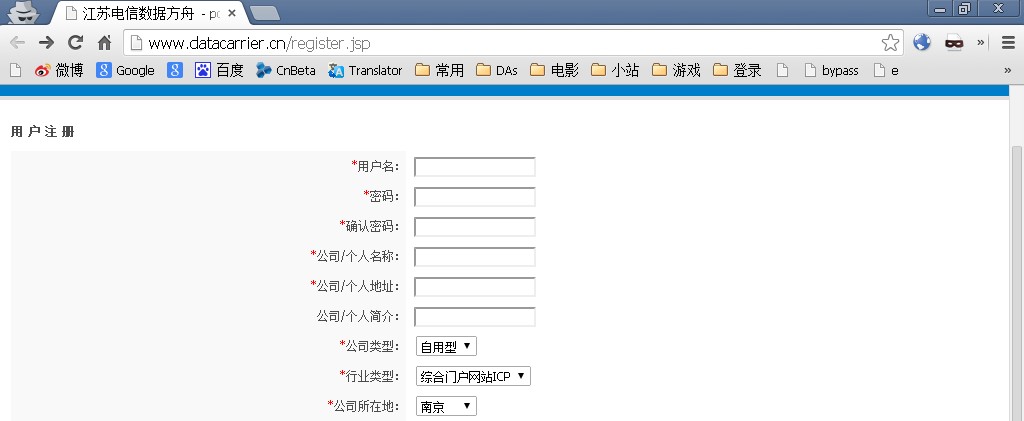 江苏电信数据方舟 - po
www.datacarrier.cn/register.jsp
微博 Google 百度 CnBeta Translator 常用 DAs 电影 小站 游戏 登录 bypass e »
用户注册
*用户名：
*密码：
*确认密码：
*公司/个人名称：
*公司/个人地址：
公司/个人简介：
*公司类型： 自用型
*行业类型： 综合门户网站ICP
*公司所在地： 南京